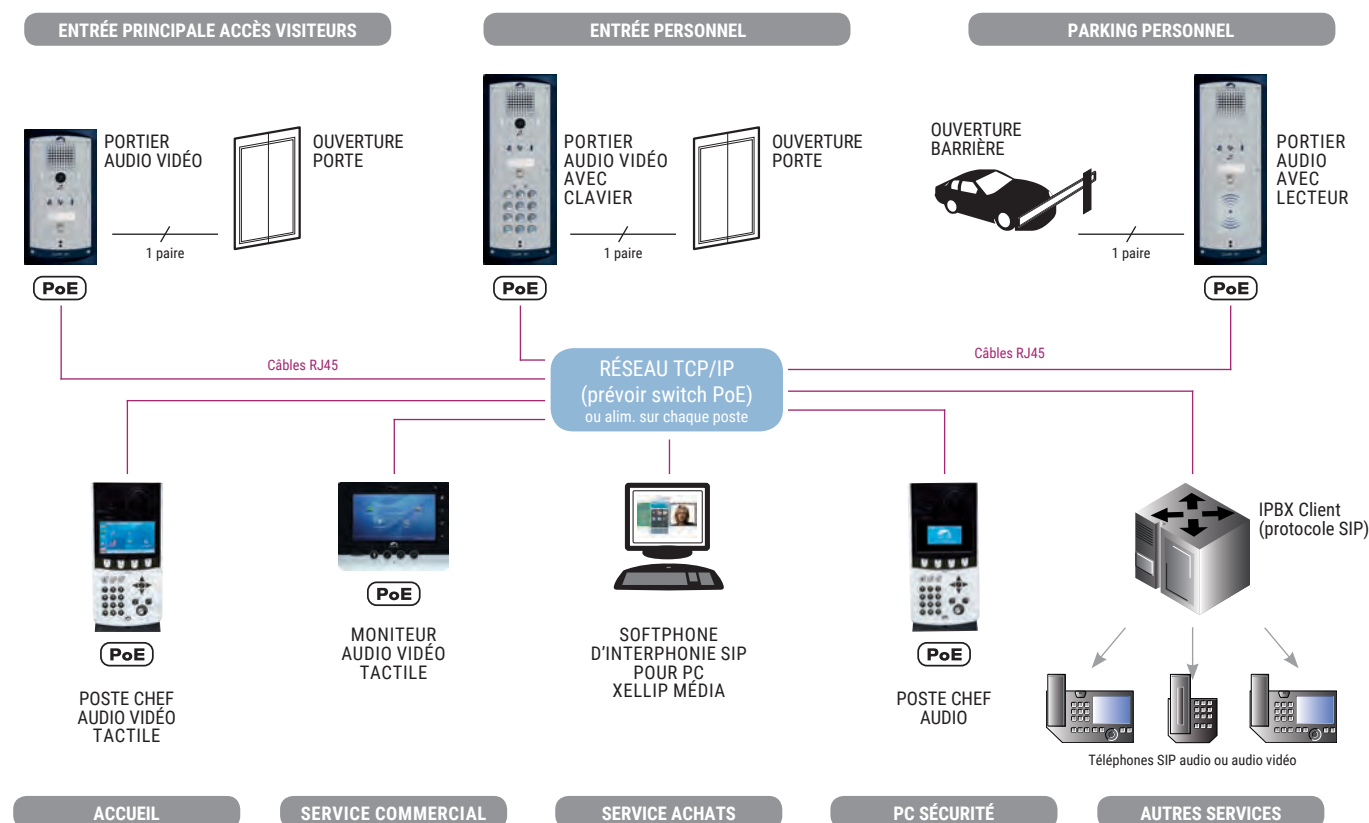 ENTRÉE PRINCIPALE ACCÈS VISITEURS
ENTRÉE PERSONNEL
PARKING PERSONNEL
PORTIER
AUDIO VIDÉO
OUVERTURE
PORTE
1 paire
PoE
PORTIER
AUDIO VIDÉO
AVEC
CLAVIER
OUVERTURE
PORTE
1 paire
PoE
OUVERTURE
BARRIÈRE
1 paire
PORTIER
AUDIO
AVEC
LECTEUR
PoE
Câbles RJ45
RÉSEAU TCP/IP
(prévoir switch PoE)
ou alim. sur chaque poste
Câbles RJ45
PoE
POSTE CHEF
AUDIO VIDÉO
TACTILE
PoE
MONITEUR
AUDIO VIDÉO
TACTILE
SOFTPHONE
D'INTERPHONIE SIP
POUR PC
XELLIP MÉDIA
PoE
POSTE CHEF
AUDIO
IPBX Client
(protocole SIP)
Téléphones SIP audio ou audio vidéo
ACCUEIL
SERVICE COMMERCIAL
SERVICE ACHATS
PC SÉCURITÉ
AUTRES SERVICES